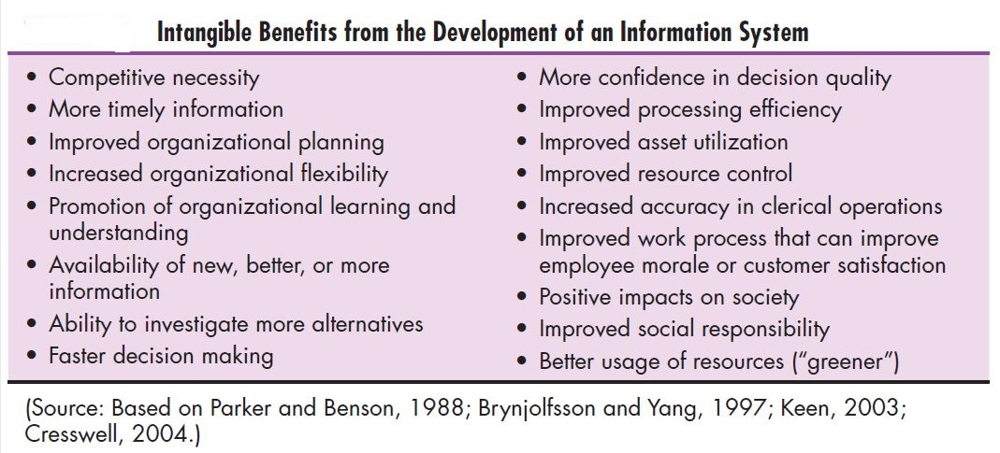 Intangible Benefits from the Development of an Information System
• Competitive necessity
• More timely information
• Improved organizational planning
• Increased organizational flexibility
• Promotion of organizational learning and
understanding
• Availability of new, better, or more
information
• Ability to investigate more alternatives
• Faster decision making
• More confidence in decision quality
• Improved processing efficiency
• Improved asset utilization
• Improved resource control
• Increased accuracy in clerical operations
• Improved work process that can improve
employee morale or customer satisfaction
• Positive impacts on society
• Improved social responsibility
• Better usage of resources (“greener”)
(Source: Based on Parker and Benson, 1988; Brynjolfsson and Yang, 1997; Keen, 2003;
Cresswell, 2004.)